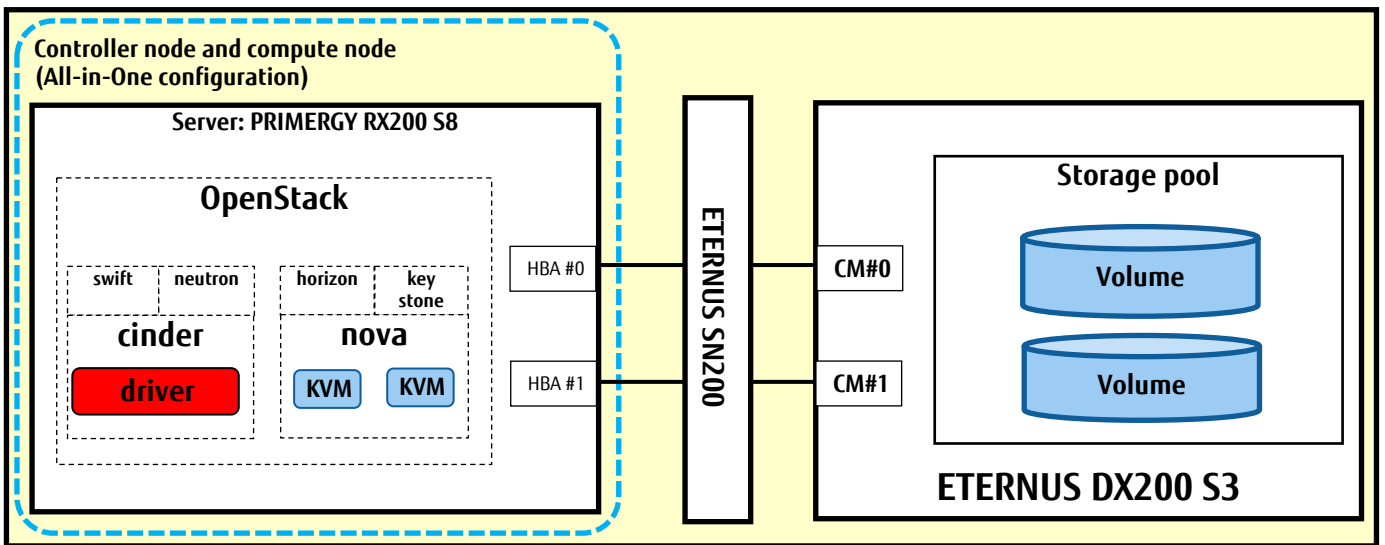 Controller node and compute node
(All-in-One configuration)
Server: PRIMERGY RX200 S8
OpenStack
swift
neutron
horizon
key
stone
cinder
nova
driver
KVM
KVM
HBA #0
HBA #1
ETERNUS SN200
CM#0
CM#1
Storage pool
Volume
Volume
ETERNUS DX200 S3